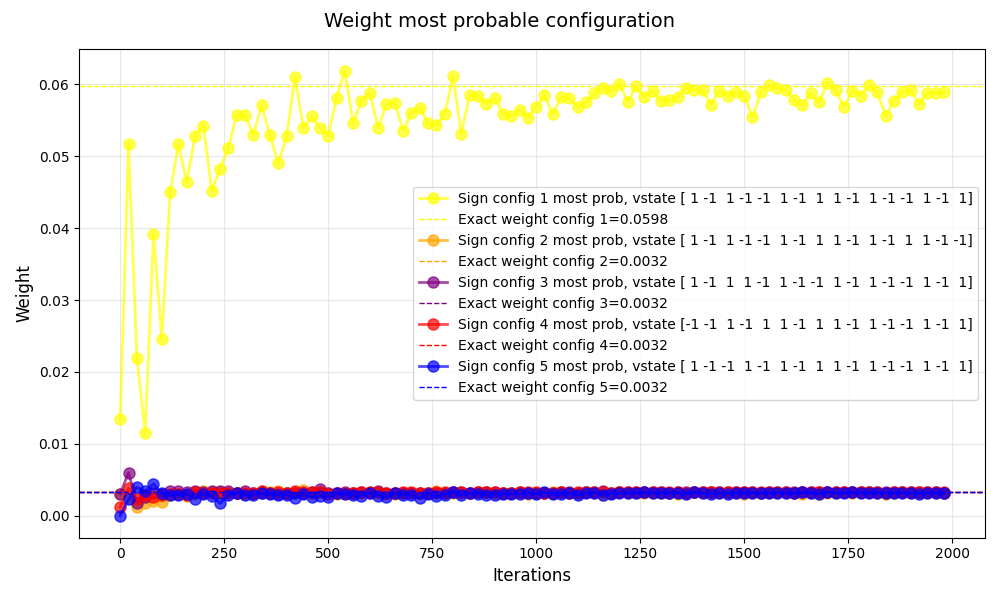 Weight most probable configuration
Weight
0.06
0.05
0.04
0.03
0.02
0.01
0.00
Sign config 1 most prob, vstate [ 1 -1  1 -1 -1  1 -1  1  1 -1  1 -1 -1  1 -1  1]
Exact weight config 1=0.0598
Sign config 2 most prob, vstate [ 1 -1  1 -1 -1  1 -1  1  1 -1  1 -1  1  1 -1 -1]
Exact weight config 2=0.0032
Sign config 3 most prob, vstate [ 1 -1  1  1 -1  1 -1 -1  1 -1  1 -1 -1  1 -1  1]
Exact weight config 3=0.0032
Sign config 4 most prob, vstate [-1 -1  1 -1  1  1 -1  1  1 -1  1 -1 -1  1 -1  1]
Exact weight config 4=0.0032
Sign config 5 most prob, vstate [ 1 -1 -1  1 -1  1 -1  1  1 -1  1 -1 -1  1 -1  1]
Exact weight config 5=0.0032
0 250 500 750 1000 1250 1500 1750 2000
Iterations